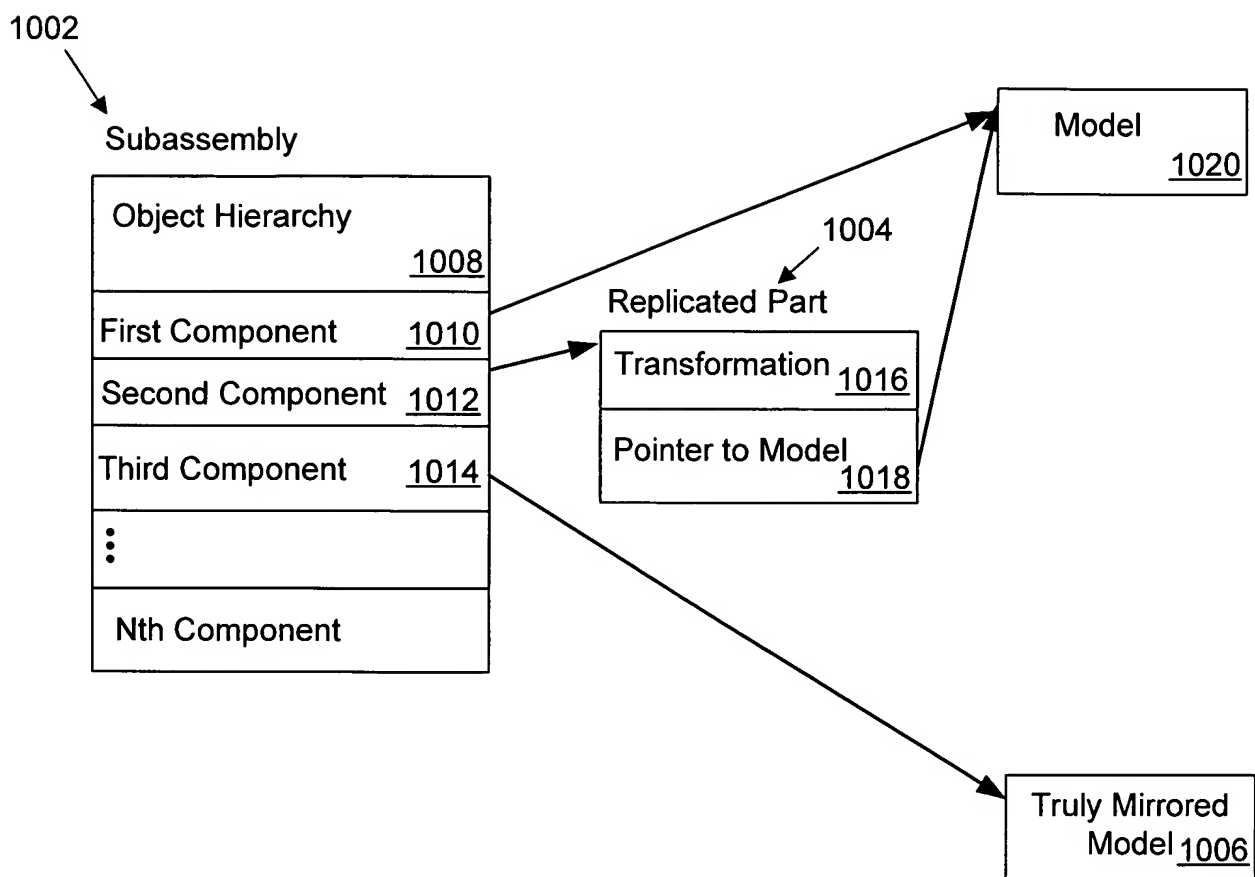 1002
Subassembly
Object Hierarchy
1008
First Component 1010
Second Component 1012
Third Component 1014
Nth Component
1004
Replicated Part
Transformation
1016
Pointer to Model
1018
Model
1020
Truly Mirrored
Model 1006